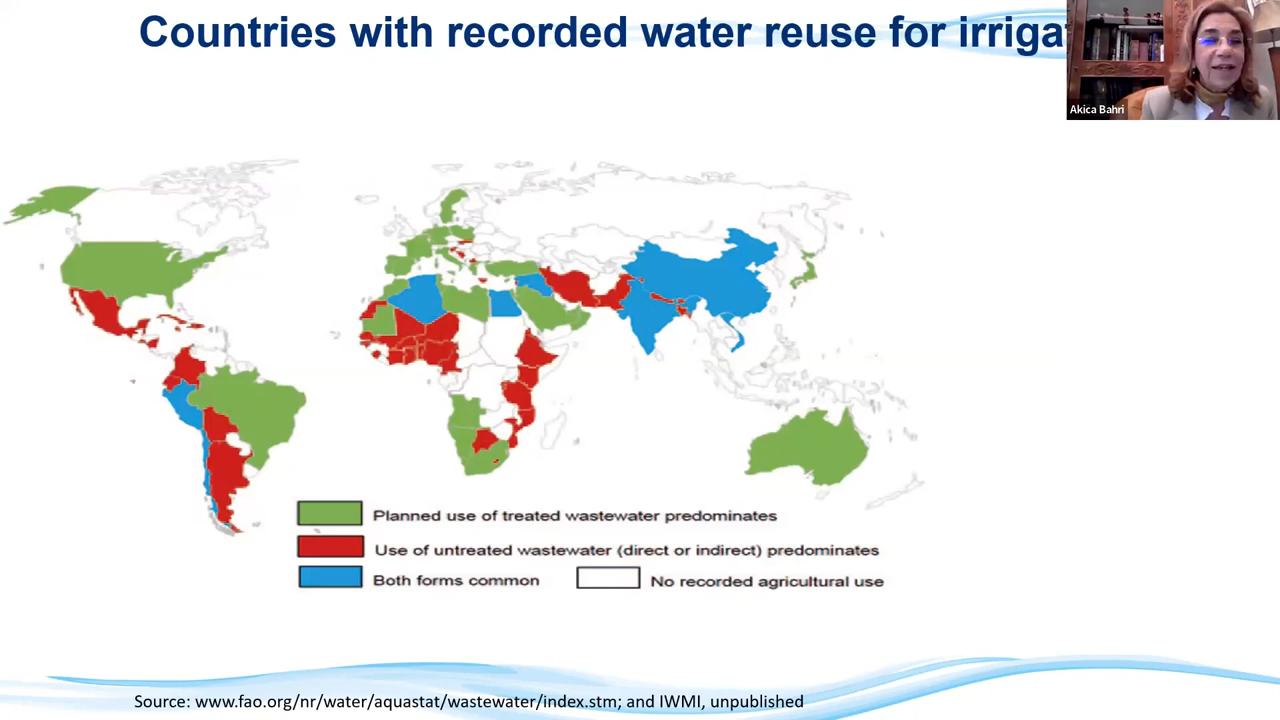 Countries with recorded water reuse for irriga
Akica Bahri
Planned use of treated wastewater predominates
Use of untreated wastewater (direct or indirect) predominates
Both forms common
No recorded agricultural use
Source: www.fao.org/nr/water/aquastat/wastewater/index.stm; and IWMI, unpublished